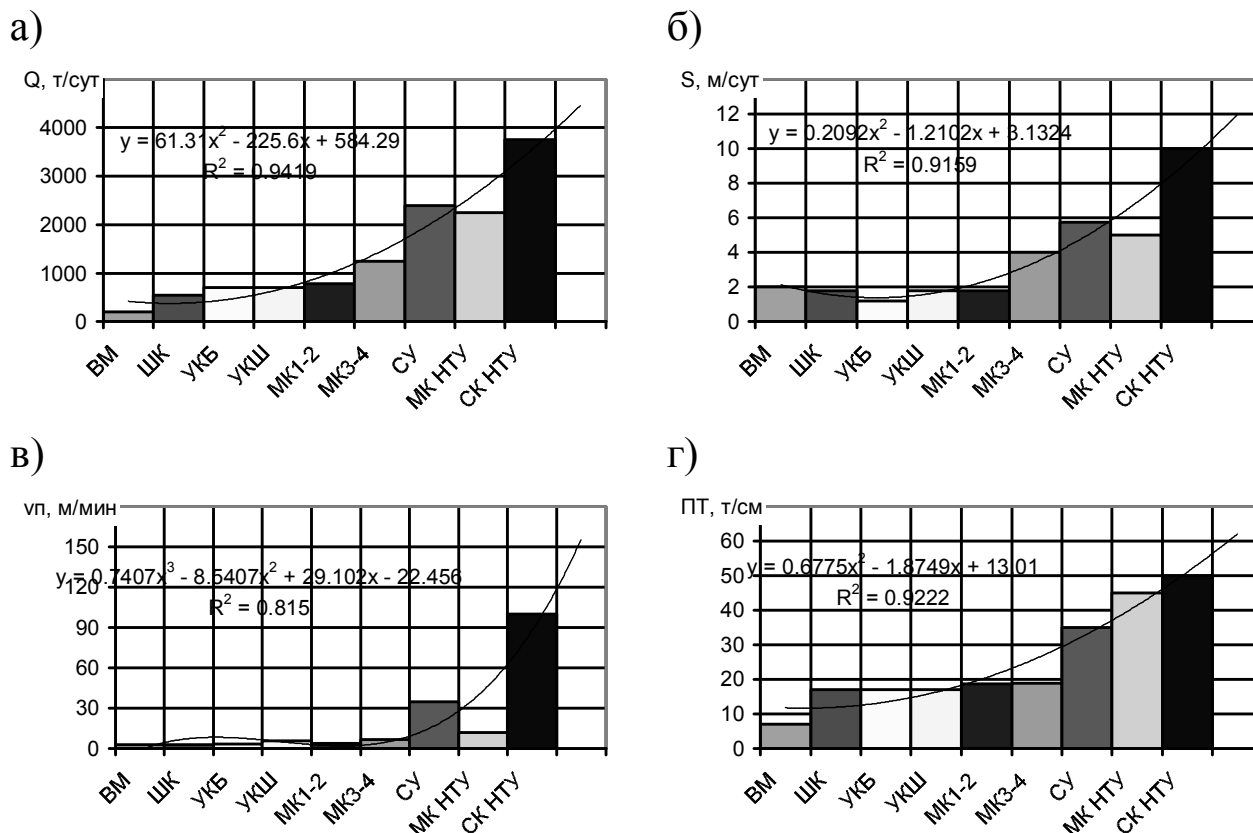 а)
Q, т/сут
4000
3000
2000
1000
0
y = 61.31x² - 225.6x + 584.29
R² = 0.9419
ВМ
ШК
УКБ
УКШ
МК1-2
МК3-4
СУ
МК НТУ
СК НТУ
б)
S, м/сут
12
10
8
6
4
2
0
y = 0.2092x² - 1.2102x + 3.1324
R² = 0.9159
ВМ
ШК
УКБ
УКШ
МК1-2
МК3-4
СУ
МК НТУ
СК НТУ
в)
vп, м/мин
150
120
90
60
30
0
y = 0.7407x³ - 8.5407x² + 29.102x - 22.456
R² = 0.815
ВМ
ШК
УКБ
УКШ
МК1-2
МК3-4
СУ
МК НТУ
СК НТУ
г)
ПТ, т/см
60
50
40
30
20
10
0
y = 0.6775x² - 1.8749x + 13.01
R² = 0.9222
ВМ
ШК
УКБ
УКШ
МК1-2
МК3-4
СУ
МК НТУ
СК НТУ